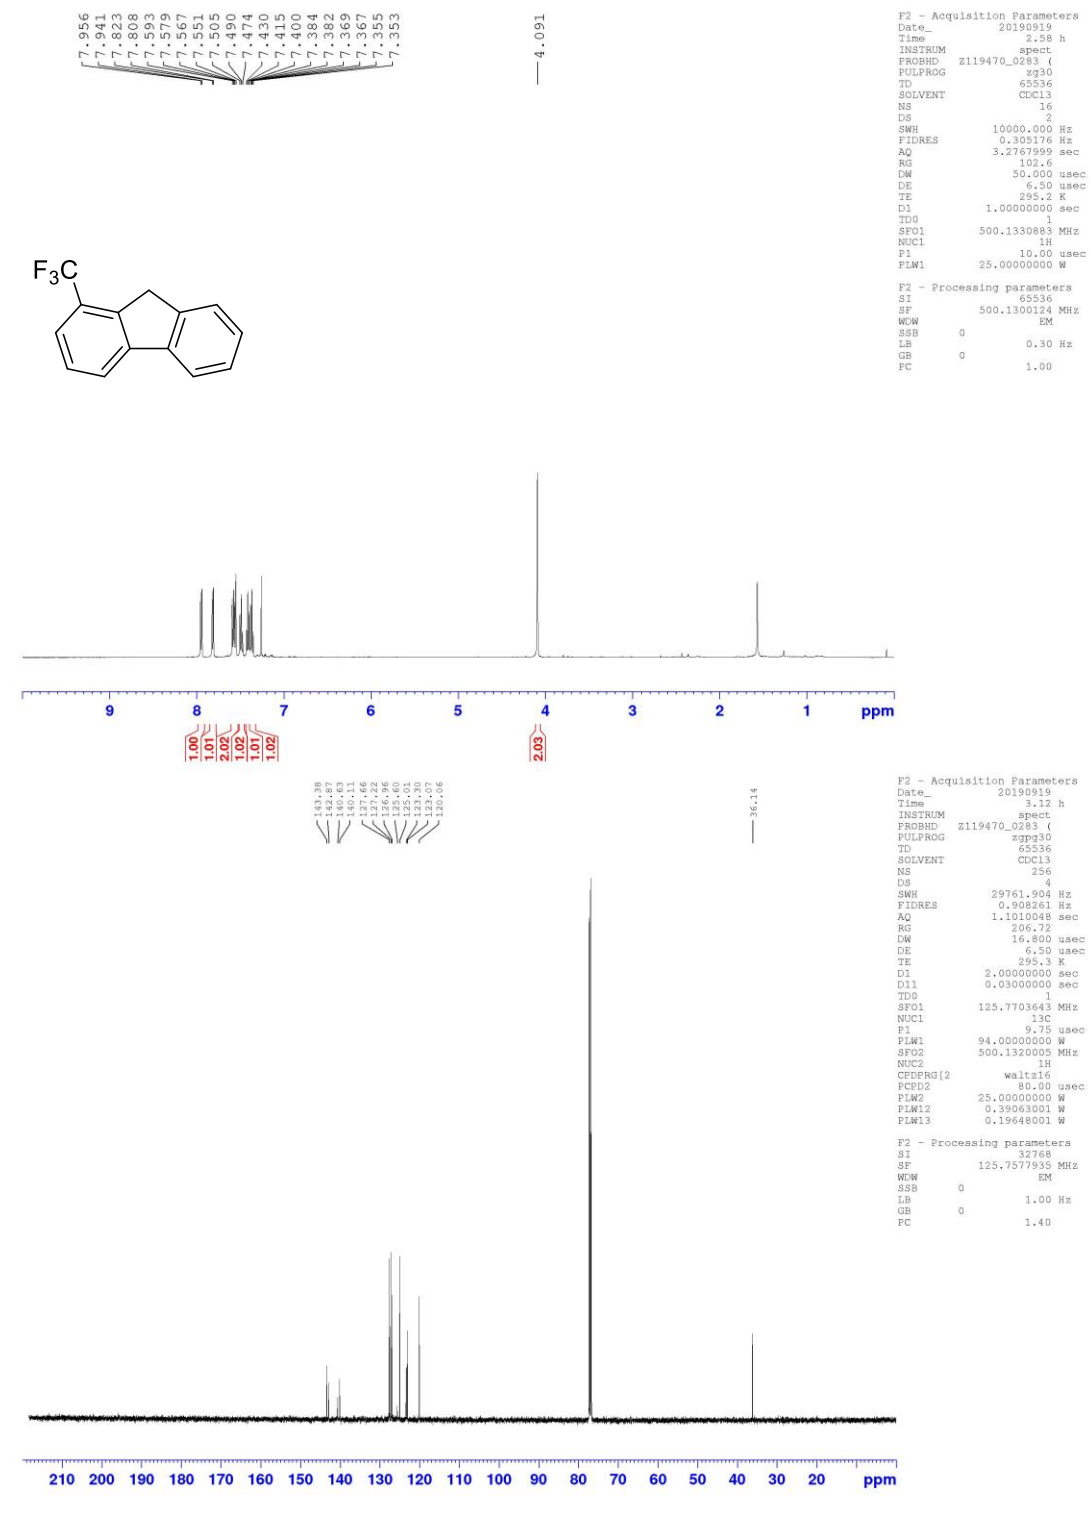 7.956
7.941
7.823
7.808
7.593
7.579
7.567
7.551
7.505
7.490
7.474
7.430
7.415
7.400
7.384
7.382
7.369
7.367
7.355
7.353
4.091
F2 - Acquisition Parameters
Date_ 20190919
Time 2.58 h
INSTRUM spect
PROBHD Z119470_0283 (
PULPROG zg30
TD 65536
SOLVENT CDCl3
NS 16
DS 2
SWH 10000.000 Hz
FIDRES 0.305176 Hz
AQ 3.2767999 sec
RG 102.6
DW 50.000 usec
DE 6.50 usec
TE 295.2 K
D1 1.00000000 sec
TD0 1
SFO1 500.1330883 MHz
NUC1 1H
P1 10.00 usec
PLW1 25.00000000 W
F2 - Processing parameters
SI 65536
SF 500.1300124 MHz
WDW EM
SSB 0
LB 0.30 Hz
GB 0
PC 1.00
F3C
9 8 7 6 5 4 3 2 1 ppm
1.00
1.01
2.02
1.02
1.01
1.02
2.03
143.38
142.87
140.63
140.11
127.66
127.22
126.96
125.60
125.01
123.30
123.07
120.06
36.14
F2 - Acquisition Parameters
Date_ 20190919
Time 3.12 h
INSTRUM spect
PROBHD Z119470_0283 (
PULPROG zgpg30
TD 65536
SOLVENT CDCl3
NS 256
DS 4
SWH 29761.904 Hz
FIDRES 0.908261 Hz
AQ 1.1010048 sec
RG 206.72
DW 16.800 usec
DE 6.50 usec
TE 295.3 K
D1 2.00000000 sec
D11 0.03000000 sec
TD0 1
SFO1 125.7703643 MHz
NUC1 13C
P1 9.75 usec
PLW1 94.00000000 W
SFO2 500.1320005 MHz
NUC2 1H
CPDPRG[2 waltz16
PCPD2 80.00 usec
PLW2 25.00000000 W
PLW12 0.39063001 W
PLW13 0.19648001 W
F2 - Processing parameters
SI 32768
SF 125.7577935 MHz
WDW EM
SSB 0
LB 1.00 Hz
GB 0
PC 1.40
210 200 190 180 170 160 150 140 130 120 110 100 90 80 70 60 50 40 30 20 ppm